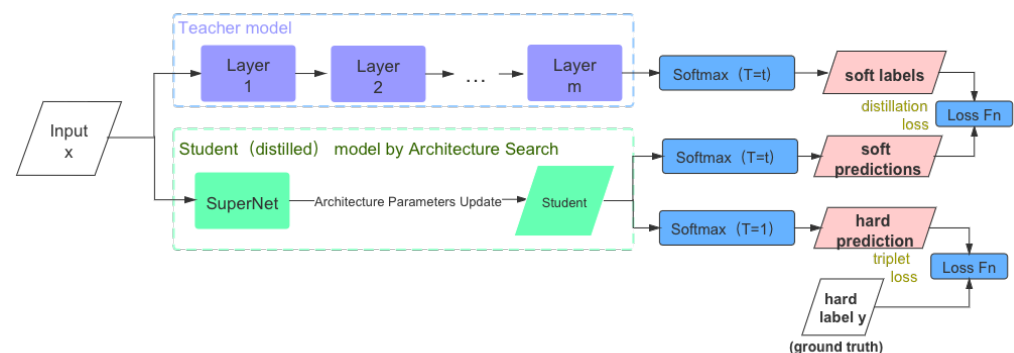 Teacher model
Layer
1
Layer
2
...
Layer
m
Softmax（T=t）
soft labels
distillation
loss
Loss Fn
Input
x
Student（distilled） model by Architecture Search
SuperNet
Architecture Parameters Update
Student
Softmax（T=t）
soft
predictions
Softmax（T=1）
hard
prediction
triplet
loss
Loss Fn
hard
label y
(ground truth)